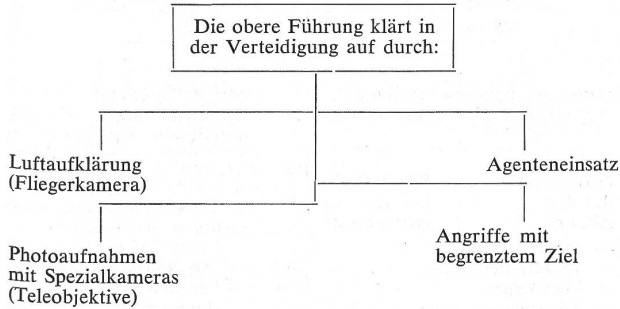 Die obere Führung klärt in
der Verteidigung auf durch:
Luftaufklärung
(Fliegerkamera)
Agenteneinsatz
Photoaufnahmen
mit Spezialkameras
(Teleobjektive)
Angriffe mit
begrenztem Ziel